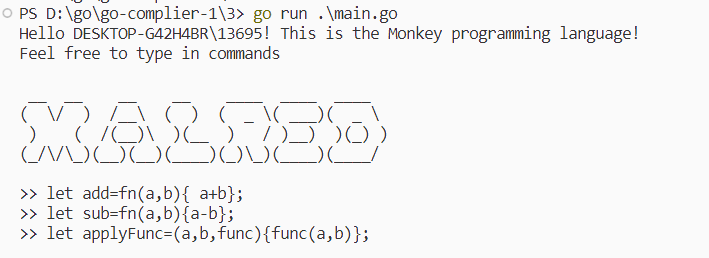 PS D:\go\go-complier-1\3> go run .\main.go
Hello DESKTOP-G42H4BR\13695! This is the Monkey programming language!
Feel free to type in commands
>> let add=fn(a,b){ a+b};
>> let sub=fn(a,b){a-b};
>> let applyFunc=(a,b,func){func(a,b)};